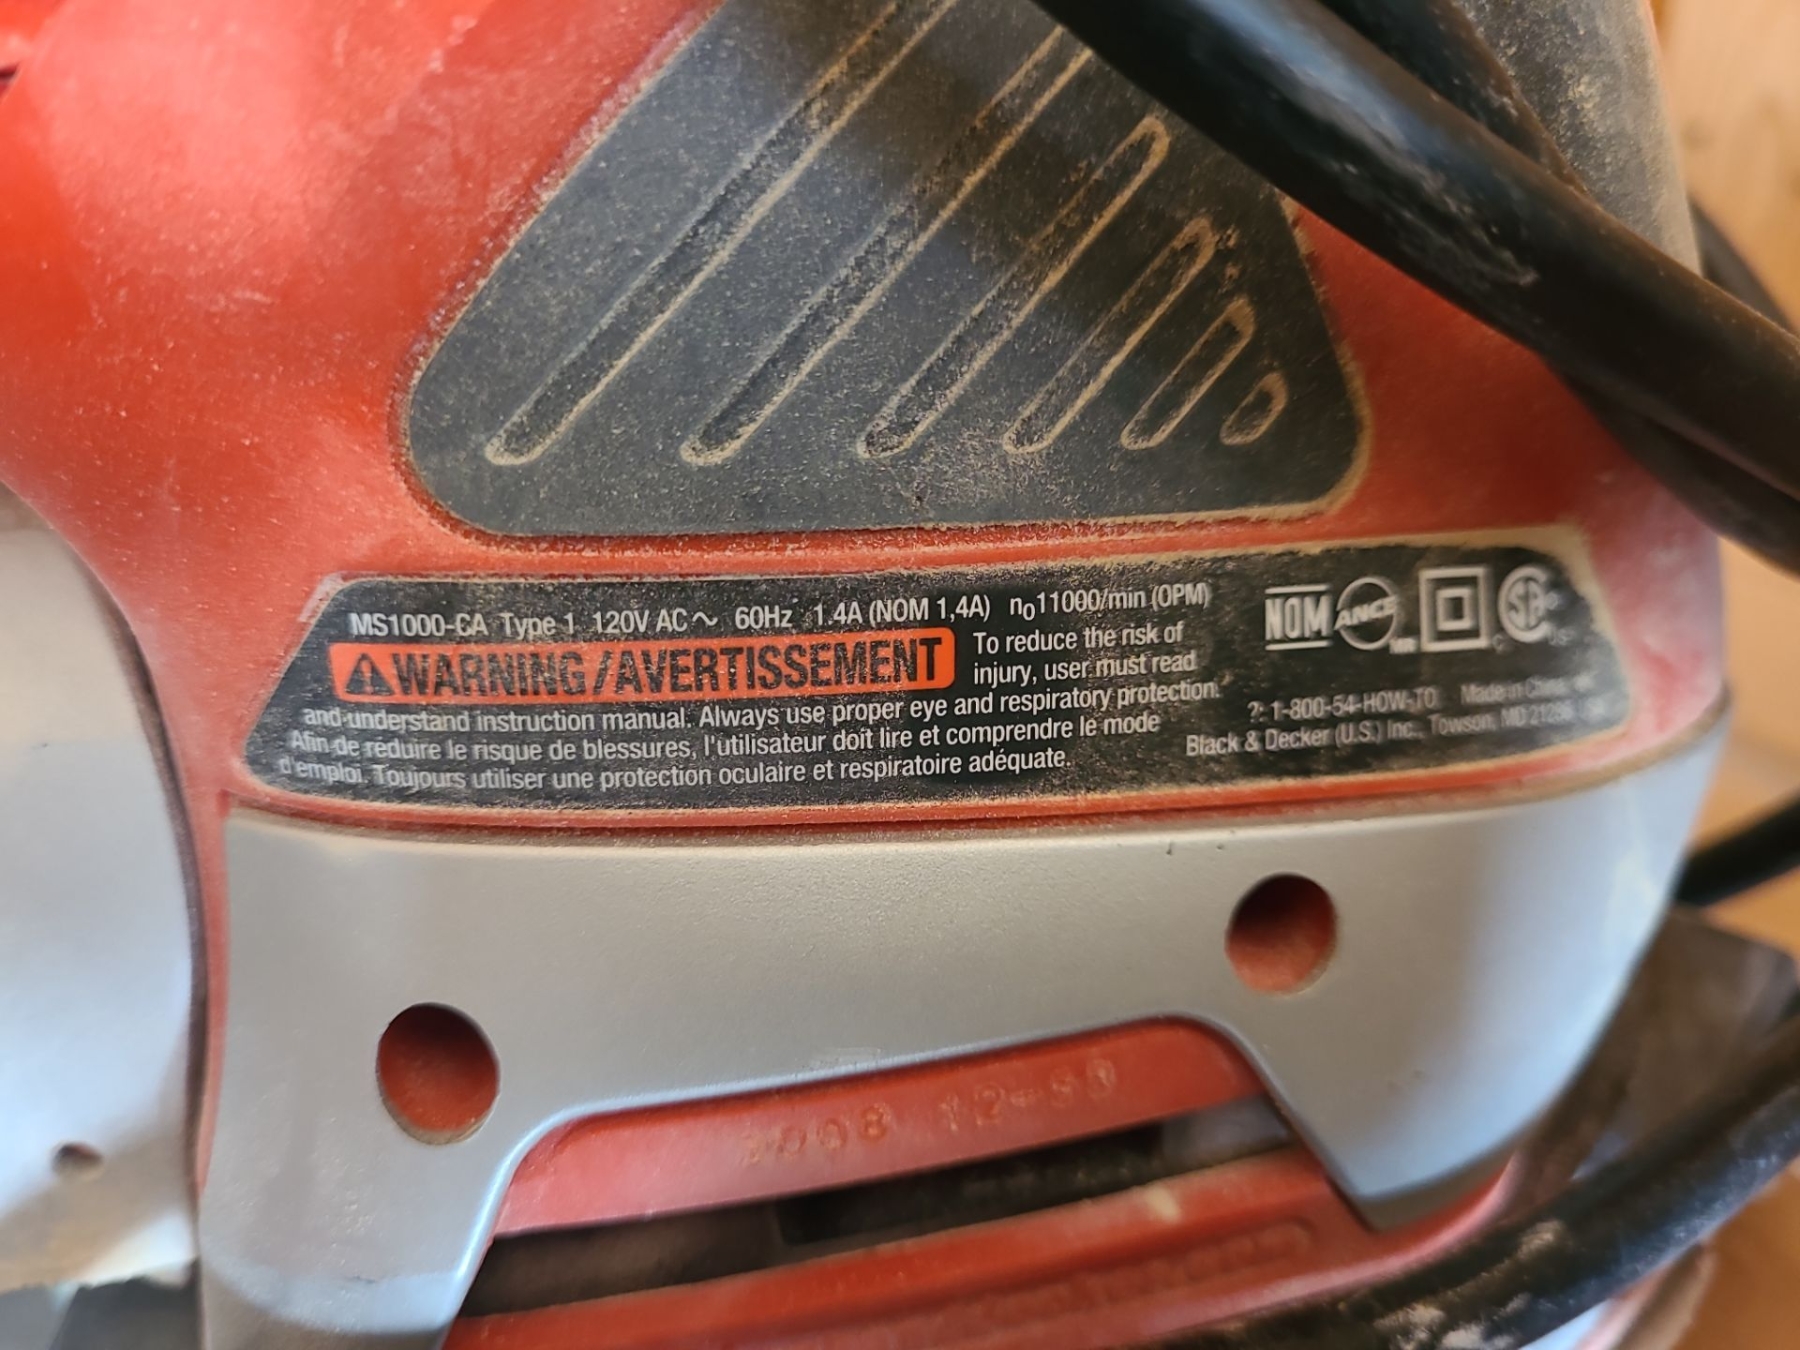 MS1000-CA Type 1 120V AC~ 60Hz 1.4A (NOM 1,4A) n₀11000/min (OPM)
⚠WARNING/AVERTISSEMENT
To reduce the risk of
injury, user must read
and understand instruction manual. Always use proper eye and respiratory protection.
Afin de reduire le risque de blessures, l'utilisateur doit lire et comprendre le mode
d'emploi. Toujours utiliser une protection oculaire et respiratoire adéquate.
NOM ANCE
?: 1-800-54-HOW-TO Made in China
Black & Decker (U.S.) Inc., Towson, MD 21286
2008 12-